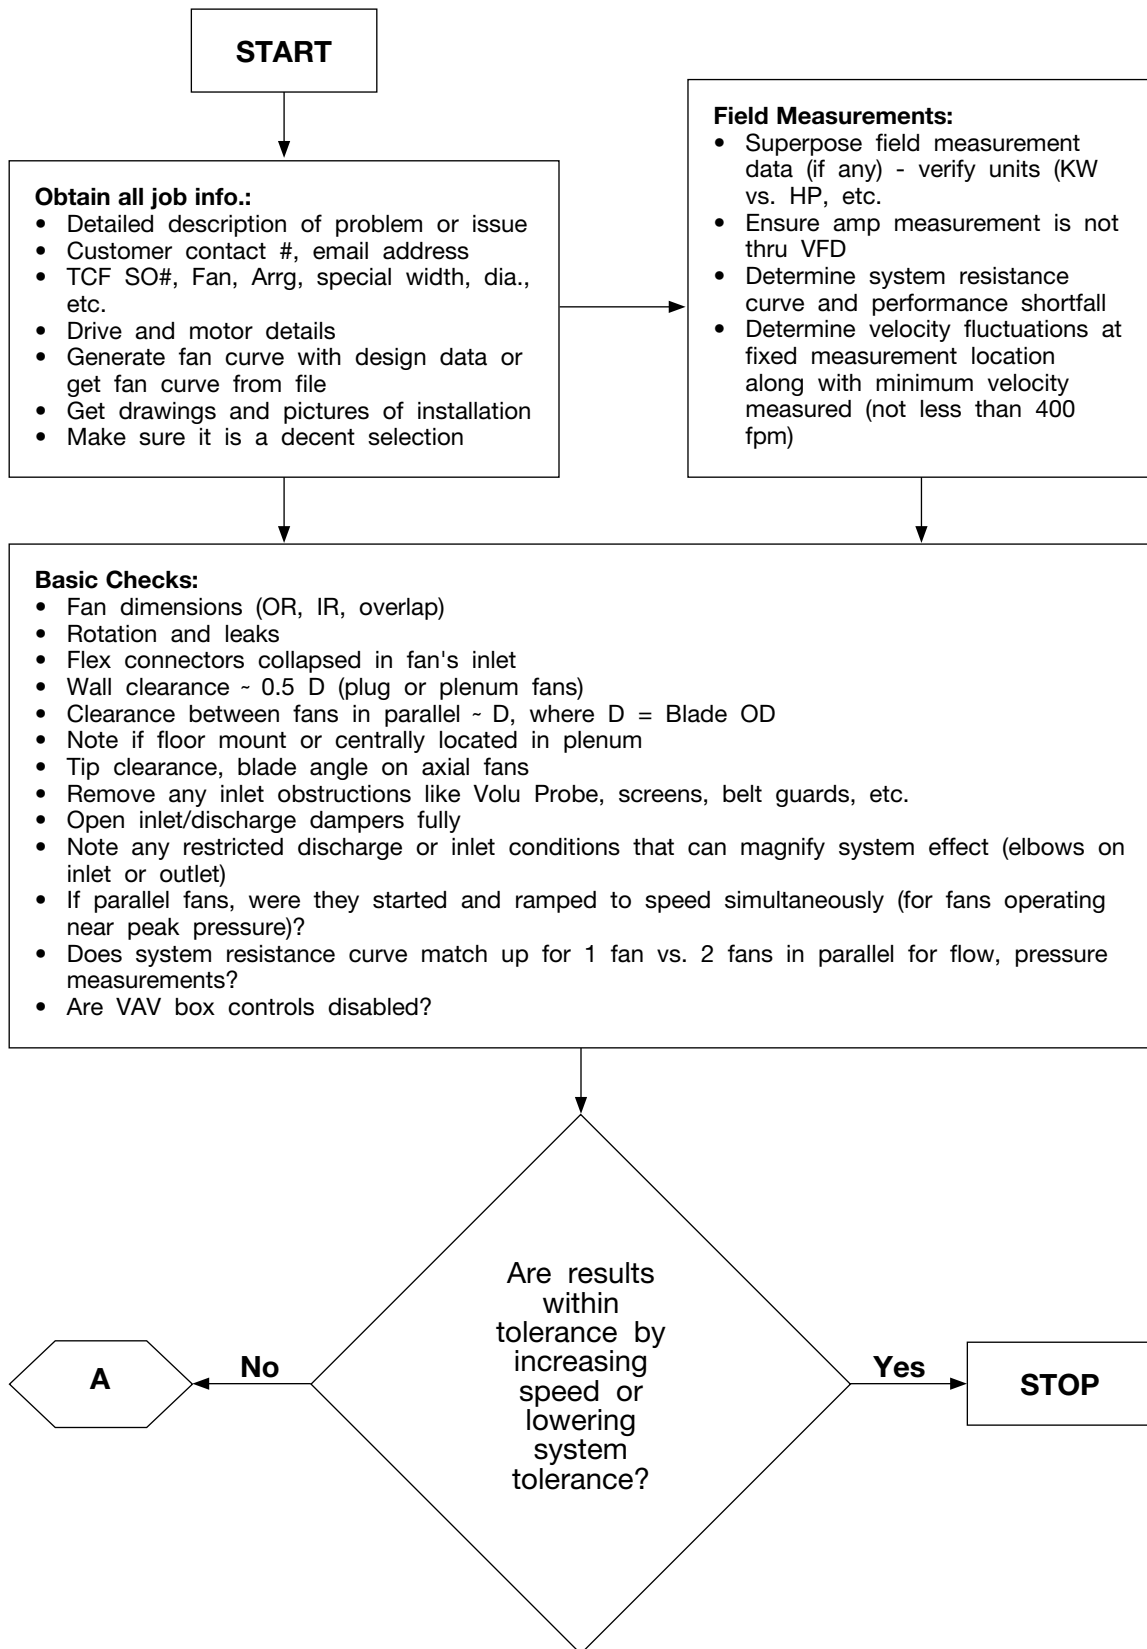 START
Obtain all job info.:
• Detailed description of problem or issue
• Customer contact #, email address
• TCF SO#, Fan, Arrg, special width, dia.,
etc.
• Drive and motor details
• Generate fan curve with design data or
get fan curve from file
• Get drawings and pictures of installation
• Make sure it is a decent selection
Field Measurements:
• Superpose field measurement
data (if any) - verify units (KW
vs. HP, etc.
• Ensure amp measurement is not
thru VFD
• Determine system resistance
curve and performance shortfall
• Determine velocity fluctuations at
fixed measurement location
along with minimum velocity
measured (not less than 400
fpm)
Basic Checks:
• Fan dimensions (OR, IR, overlap)
• Rotation and leaks
• Flex connectors collapsed in fan's inlet
• Wall clearance ~ 0.5 D (plug or plenum fans)
• Clearance between fans in parallel ~ D, where D = Blade OD
• Note if floor mount or centrally located in plenum
• Tip clearance, blade angle on axial fans
• Remove any inlet obstructions like Volu Probe, screens, belt guards, etc.
• Open inlet/discharge dampers fully
• Note any restricted discharge or inlet conditions that can magnify system effect (elbows on
inlet or outlet)
• If parallel fans, were they started and ramped to speed simultaneously (for fans operating
near peak pressure)?
• Does system resistance curve match up for 1 fan vs. 2 fans in parallel for flow, pressure
measurements?
• Are VAV box controls disabled?
Are results
within
tolerance by
increasing
speed or
lowering
system
tolerance?
A
No
Yes
STOP